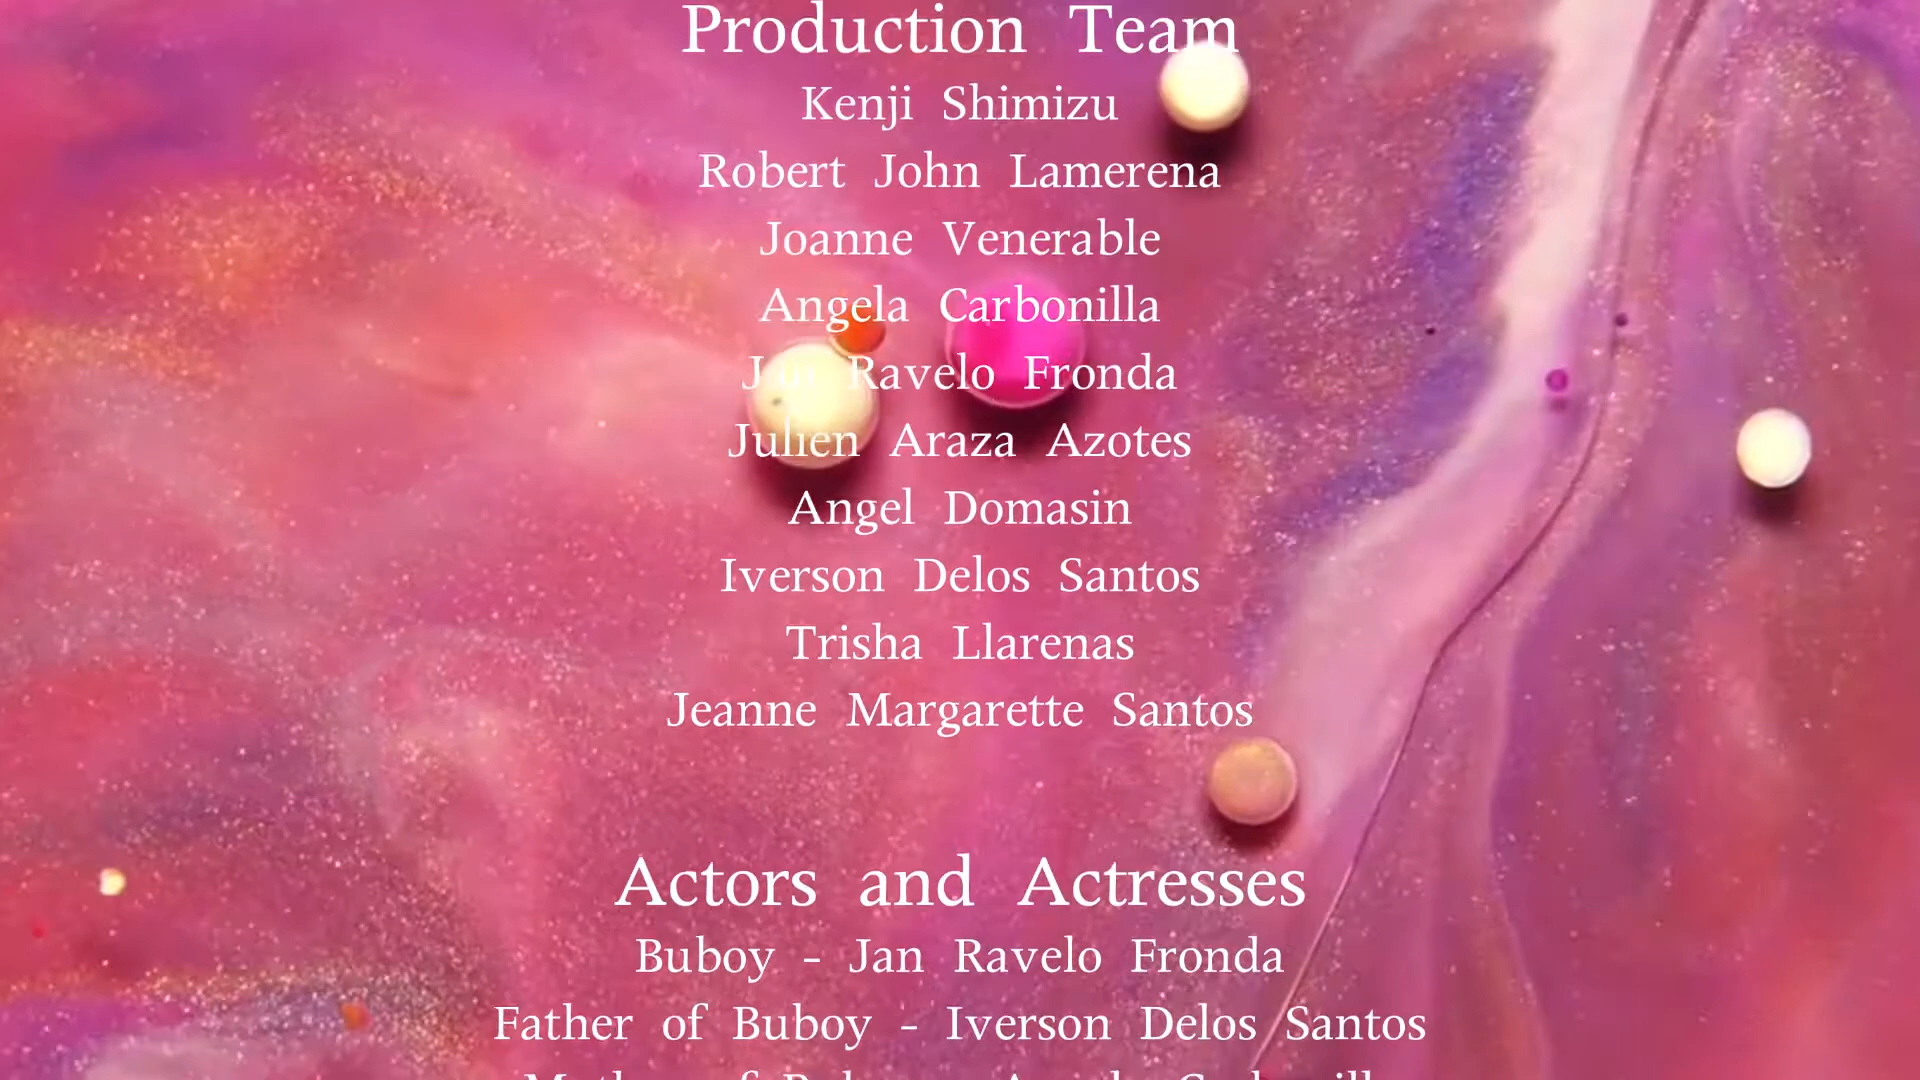 Production Team
Kenji Shimizu
Robert John Lamerena
Joanne Venerable
Angela Carbonilla
Jan Ravelo Fronda
Julien Araza Azotes
Angel Domasin
Iverson Delos Santos
Trisha Llarenas
Jeanne Margarette Santos
Actors and Actresses
Buboy - Jan Ravelo Fronda
Father of Buboy - Iverson Delos Santos